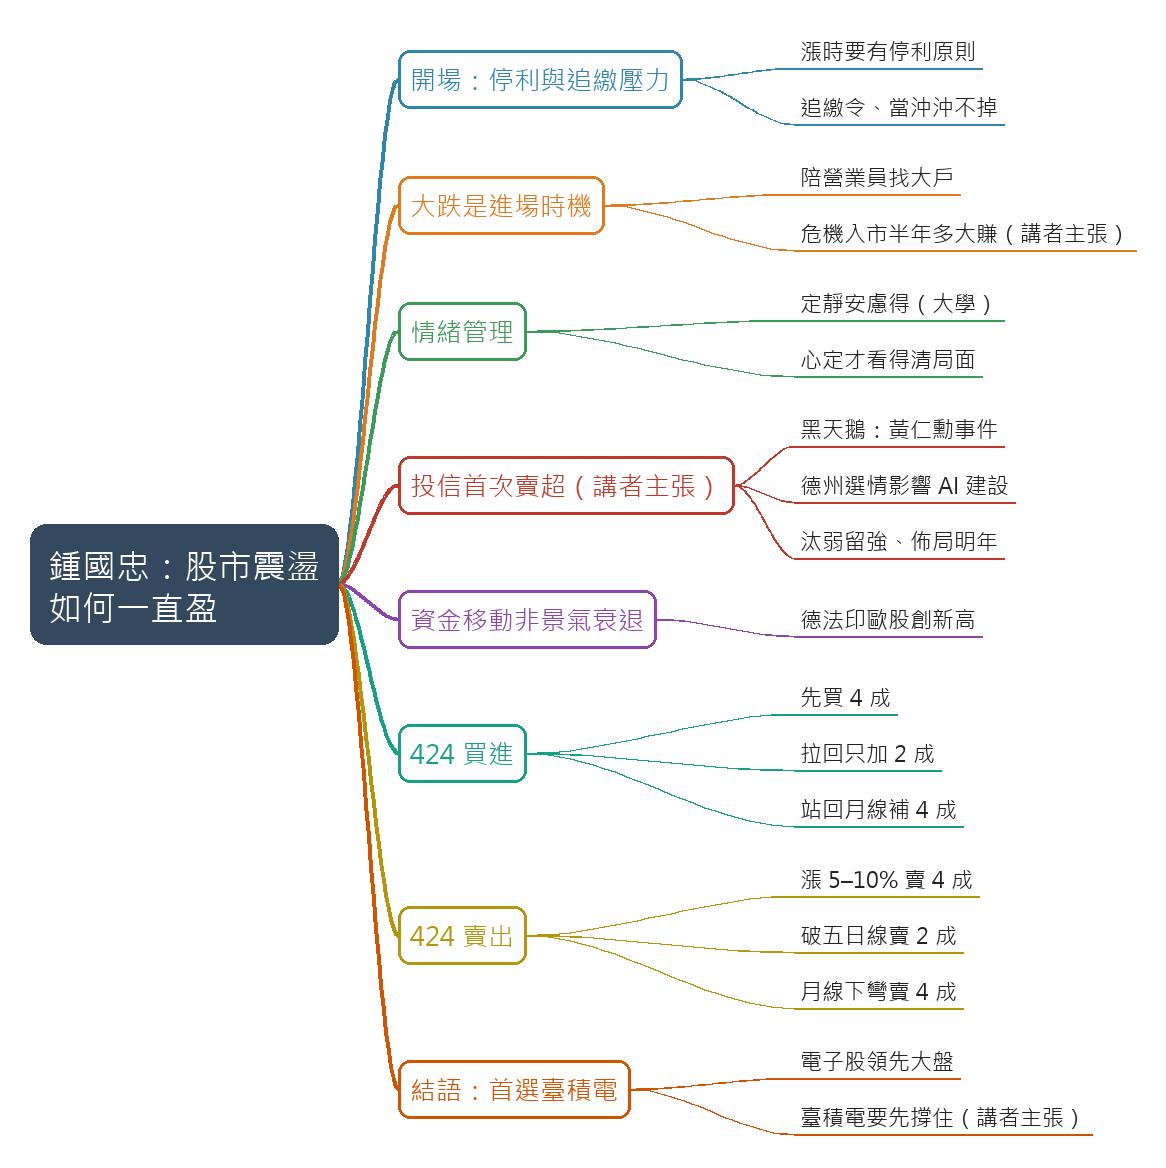 鍾國忠：股市震盪
如何一直盈
開場：停利與追繳壓力
漲時要有停利原則
追繳令、當沖沖不掉
大跌是進場時機
陪營業員找大戶
危機入市半年多大賺（講者主張）
情緒管理
定靜安慮得（大學）
心定才看得清局面
投信首次賣超（講者主張）
黑天鵝：黃仁勳事件
德州選情影響 AI 建設
汰弱留強、佈局明年
資金移動非景氣衰退
德法印歐股創新高
424 買進
先買 4 成
拉回只加 2 成
站回月線補 4 成
424 賣出
漲 5–10% 賣 4 成
破五日線賣 2 成
月線下彎賣 4 成
結語：首選臺積電
電子股領先大盤
臺積電要先撐住（講者主張）